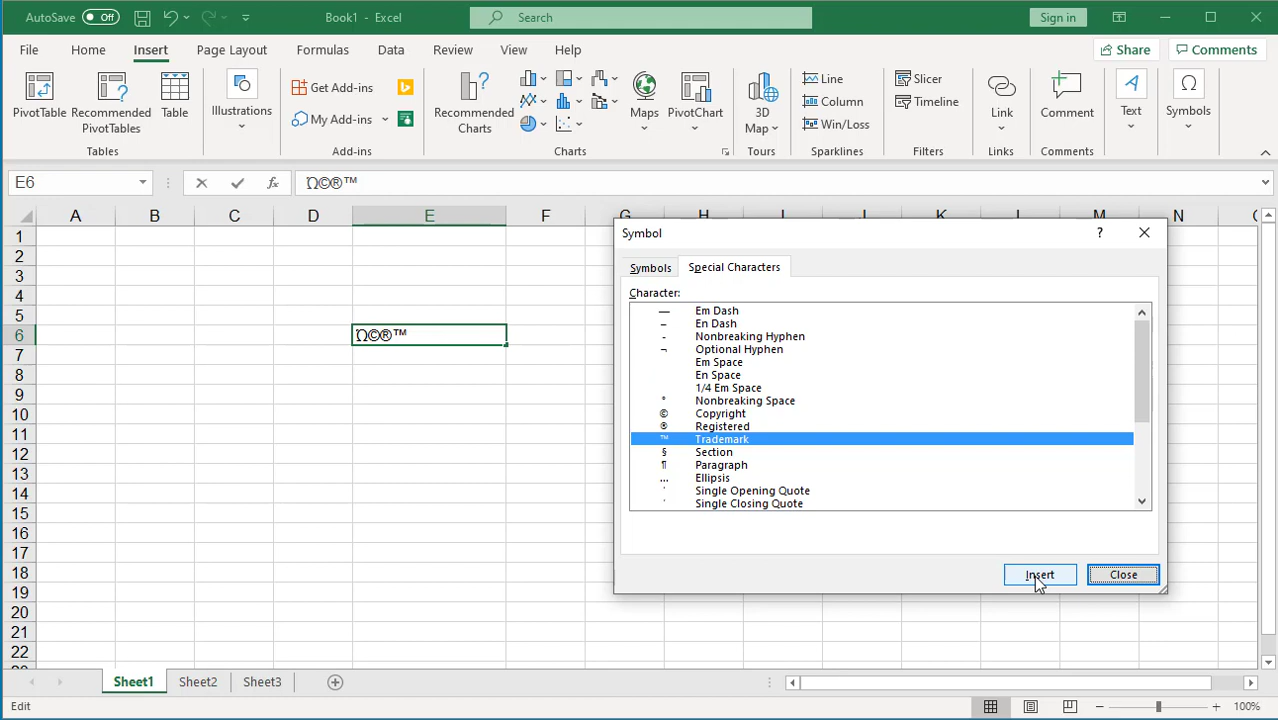 AutoSave Off Book1 - Excel Search Sign in
File Home Insert Page Layout Formulas Data Review View Help Share Comments
PivotTable Recommended PivotTables Table Illustrations Get Add-ins My Add-ins Recommended Charts Maps PivotChart 3D Map Line Column Win/Loss Slicer Timeline Link Comment Text Symbols
Tables Add-ins Charts Tours Sparklines Filters Links Comments
E6 fx Ώ©®™
A B C D E F G H I J K L M N
1
2
3
4
5
6 Ώ©®™
7
8
9
10
11
12
13
14
15
16
17
18
19
20
21
22
Symbol ?
Symbols Special Characters
Character:
— Em Dash
– En Dash
- Nonbreaking Hyphen
¬ Optional Hyphen
Em Space
En Space
1/4 Em Space
° Nonbreaking Space
© Copyright
® Registered
™ Trademark
§ Section
¶ Paragraph
… Ellipsis
‘ Single Opening Quote
’ Single Closing Quote
Insert Close
Sheet1 Sheet2 Sheet3
Edit 100%